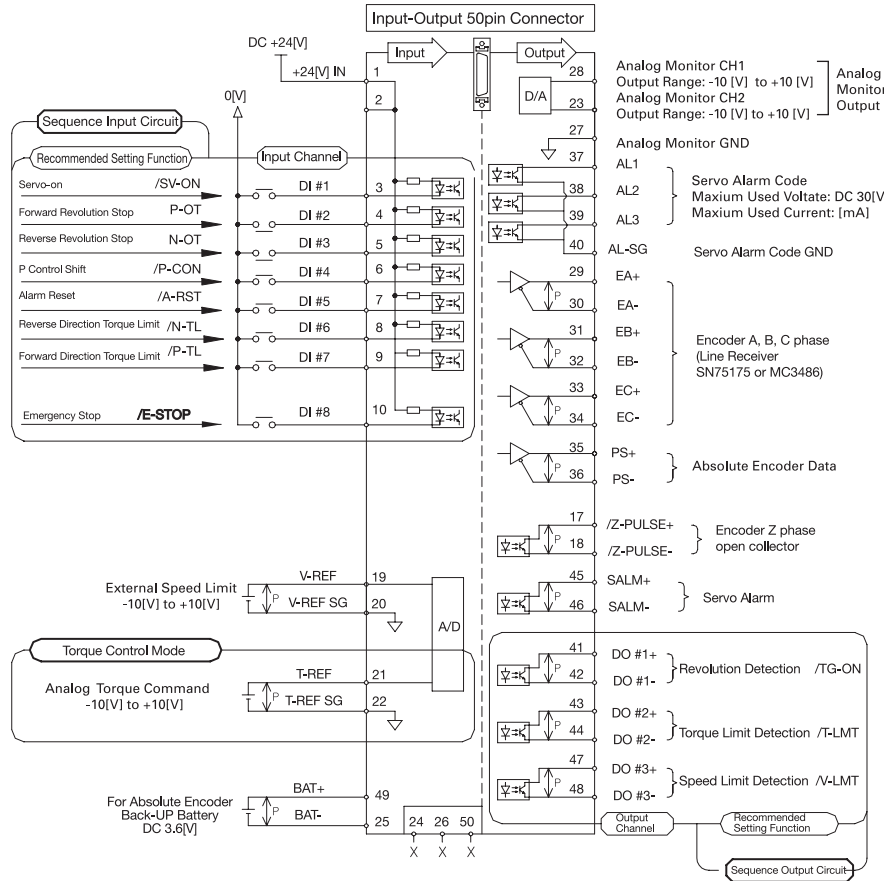 Input-Output 50pin Connector
DC +24[V]
+24[V] IN
0[V]
Input
Output
1
2
Sequence Input Circuit
Recommended Setting Function
Input Channel
Servo-on /SV-ON DI #1 3
Forward Revolution Stop P-OT DI #2 4
Reverse Revolution Stop N-OT DI #3 5
P Control Shift /P-CON DI #4 6
Alarm Reset /A-RST DI #5 7
Reverse Direction Torque Limit /N-TL DI #6 8
Forward Direction Torque Limit /P-TL DI #7 9
Emergency Stop /E-STOP DI #8 10
External Speed Limit
-10[V] to +10[V]
P
V-REF 19
V-REF SG 20
A/D
Torque Control Mode
Analog Torque Command
-10[V] to +10[V]
P
T-REF 21
T-REF SG 22
For Absolute Encoder
Back-UP Battery
DC 3.6[V]
P
BAT+ 49
BAT- 25
24 26 50
X X X
D/A
28 Analog Monitor CH1
Output Range: -10 [V] to +10 [V]
23 Analog Monitor CH2
Output Range: -10 [V] to +10 [V]
Analog
Monitor
Output
27 Analog Monitor GND
37 AL1
38 AL2
39 AL3
Servo Alarm Code
Maxium Used Voltate: DC 30[V
Maxium Used Current: [mA]
40 AL-SG Servo Alarm Code GND
29 EA+
P
30 EA-
31 EB+
P
32 EB-
33 EC+
P
34 EC-
Encoder A, B, C phase
(Line Receiver
SN75175 or MC3486)
35 PS+
P
36 PS-
Absolute Encoder Data
17 /Z-PULSE+
P
18 /Z-PULSE-
Encoder Z phase
open collector
45 SALM+
P
46 SALM-
Servo Alarm
41 DO #1+
P
42 DO #1-
Revolution Detection /TG-ON
43 DO #2+
P
44 DO #2-
Torque Limit Detection /T-LMT
47 DO #3+
P
48 DO #3-
Speed Limit Detection /V-LMT
Output
Channel
Recommended
Setting Function
Sequence Output Circuit